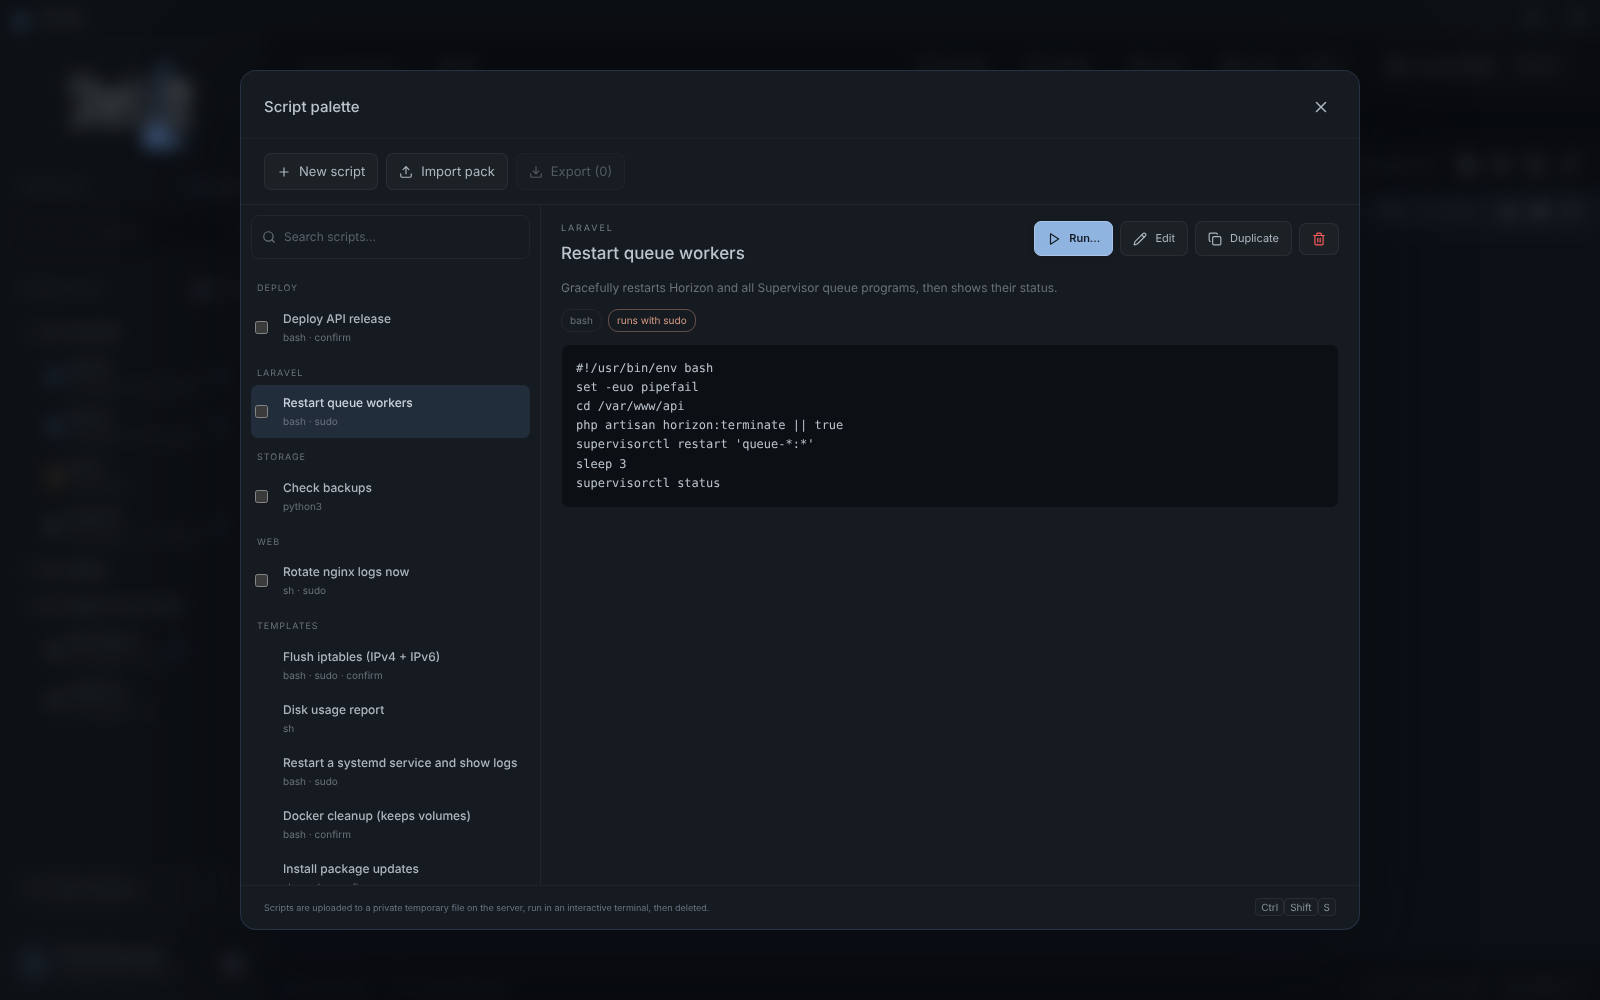 Script palette
New script
Import pack
Export (0)
Search scripts...
DEPLOY
Deploy API release
bash · confirm
LARAVEL
Restart queue workers
bash · sudo
STORAGE
Check backups
python3
WEB
Rotate nginx logs now
sh · sudo
TEMPLATES
Flush iptables (IPv4 + IPv6)
bash · sudo · confirm
Disk usage report
sh
Restart a systemd service and show logs
bash · sudo
Docker cleanup (keeps volumes)
bash · confirm
Install package updates
LARAVEL
Restart queue workers
Run...
Edit
Duplicate
Gracefully restarts Horizon and all Supervisor queue programs, then shows their status.
bash
runs with sudo
#!/usr/bin/env bash
set -euo pipefail
cd /var/www/api
php artisan horizon:terminate || true
supervisorctl restart 'queue-*:*'
sleep 3
supervisorctl status
Scripts are uploaded to a private temporary file on the server, run in an interactive terminal, then deleted.
Ctrl Shift S